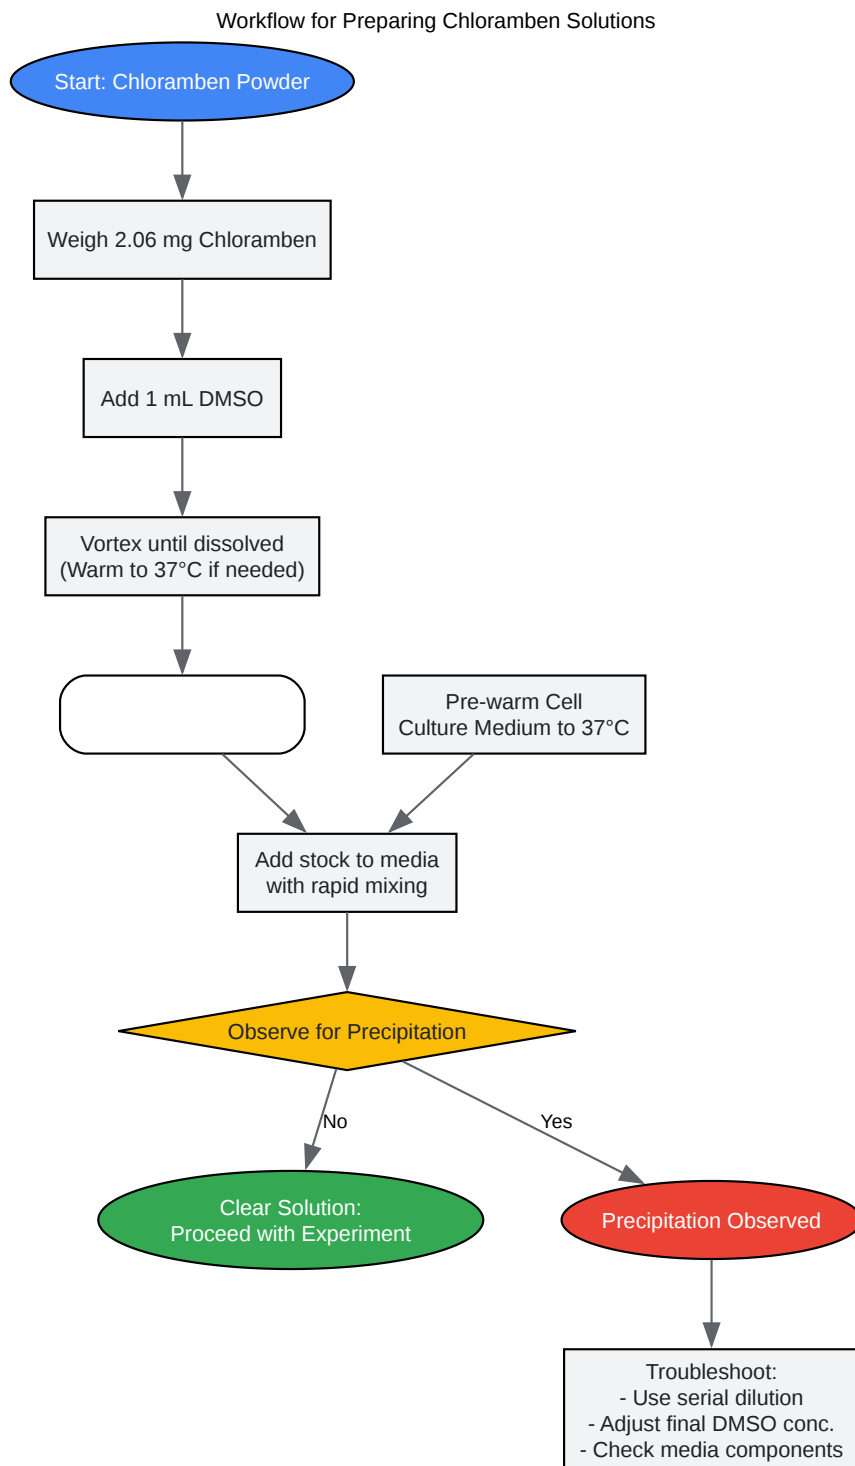 Workflow for Preparing Chloramben Solutions
Start: Chloramben Powder
Weigh 2.06 mg Chloramben
Add 1 mL DMSO
Vortex until dissolved
(Warm to 37°C if needed)
Pre-warm Cell
Culture Medium to 37°C
Add stock to media
with rapid mixing
Observe for Precipitation
No
Yes
Clear Solution:
Proceed with Experiment
Precipitation Observed
Troubleshoot:
- Use serial dilution
- Adjust final DMSO conc.
- Check media components